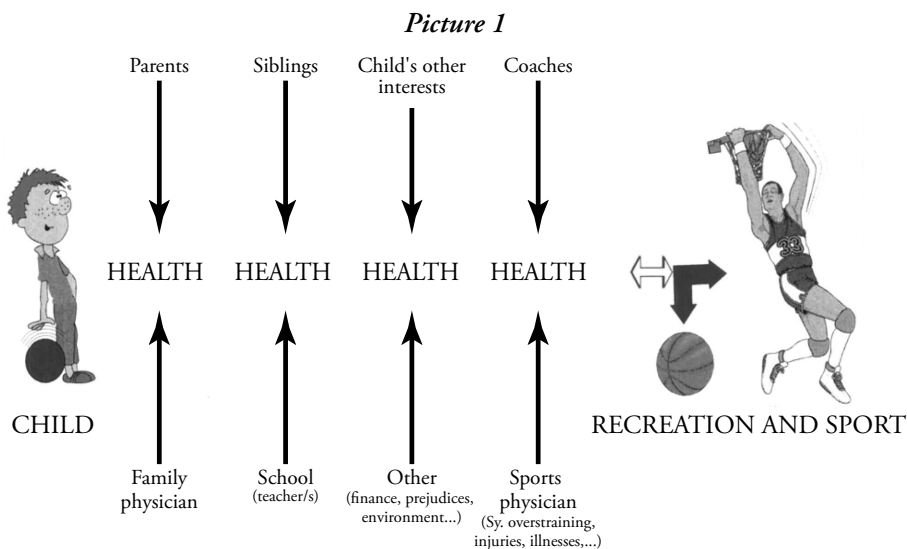 Picture 1
Parents
Siblings
Child's other
interests
Coaches
33
HEALTH HEALTH HEALTH HEALTH
CHILD
RECREATION AND SPORT
Family
physician
School
(teacher/s)
Other
(finance, prejudices,
environment...)
Sports
physician
(Sy. overstraining,
injuries, illnesses,...)